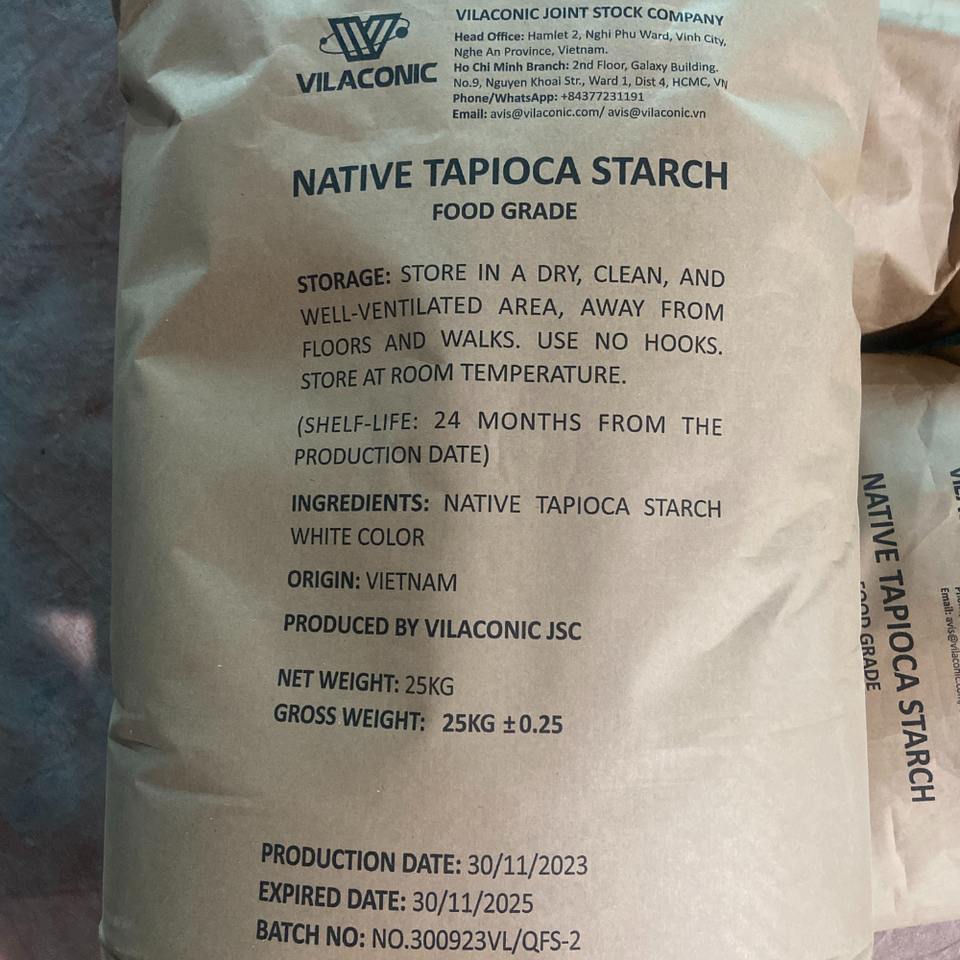 VILACONIC
VILACONIC JOINT STOCK COMPANY
Head Office: Hamlet 2, Nghi Phu Ward, Vinh City,
Nghe An Province, Vietnam.
Ho Chi Minh Branch: 2nd Floor, Galaxy Building.
No.9, Nguyen Khoai Str., Ward 1, Dist 4, HCMC, VN
Phone/WhatsApp: +84377231191
Email: avis@vilaconic.com/ avis@vilaconic.vn
NATIVE TAPIOCA STARCH
FOOD GRADE
STORAGE: STORE IN A DRY, CLEAN, AND
WELL-VENTILATED AREA, AWAY FROM
FLOORS AND WALKS. USE NO HOOKS.
STORE AT ROOM TEMPERATURE.
(SHELF-LIFE: 24 MONTHS FROM THE
PRODUCTION DATE)
INGREDIENTS: NATIVE TAPIOCA STARCH
WHITE COLOR
ORIGIN: VIETNAM
PRODUCED BY VILACONIC JSC
NET WEIGHT: 25KG
GROSS WEIGHT: 25KG ±0.25
PRODUCTION DATE: 30/11/2023
EXPIRED DATE: 30/11/2025
BATCH NO: NO.300923VL/QFS-2
NATIVE TAPIOCA STARCH
FOOD GRADE
Email: avis@vilaconic.com/